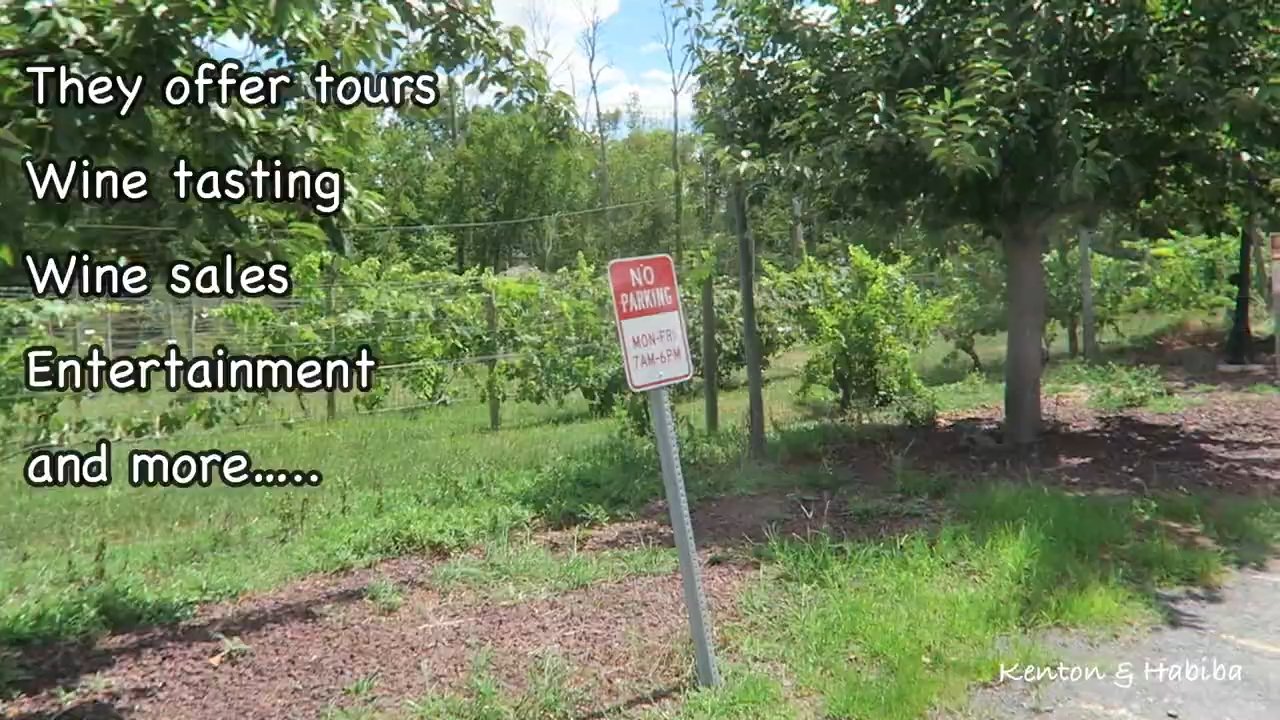 They offer tours
Wine tasting
Wine sales
Entertainment
and more.....
NO
PARKING
MON-FRI
7AM-6PM
Kenton & Habiba